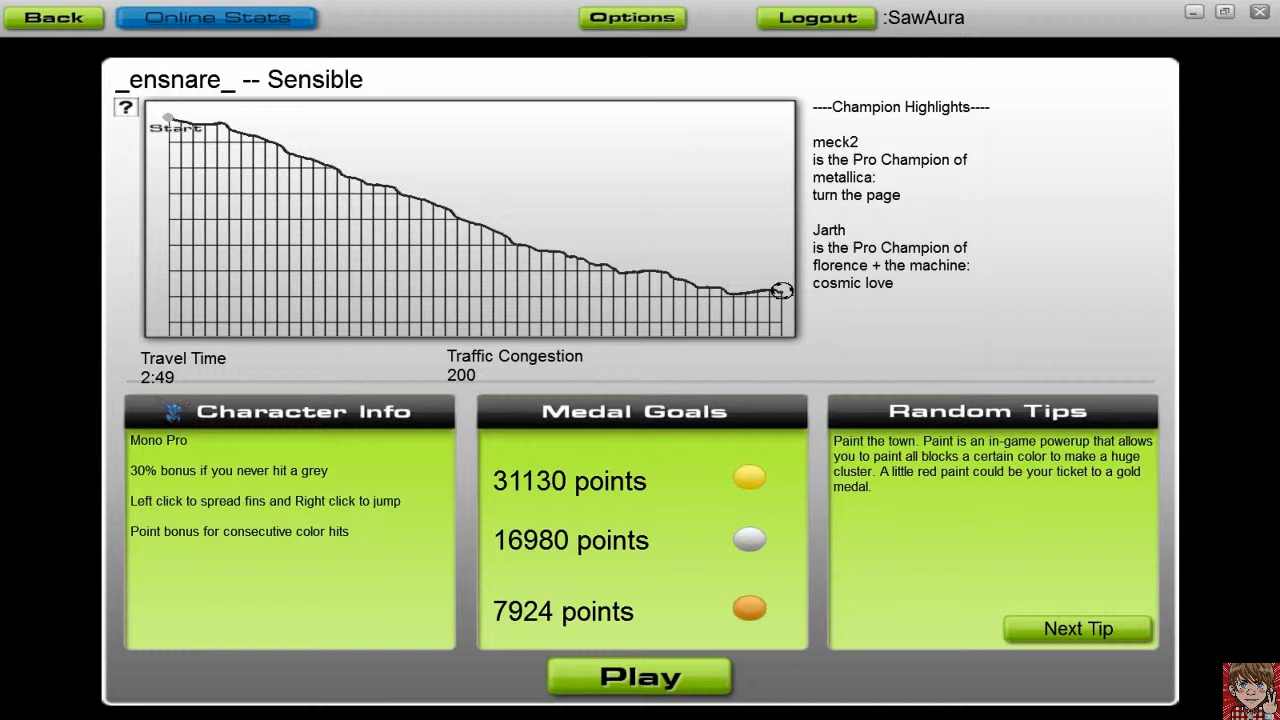 Back
Online Stats
Options
Logout
:SawAura
_ensnare_ -- Sensible
?
Start
----Champion Highlights----
meck2
is the Pro Champion of
metallica:
turn the page
Jarth
is the Pro Champion of
florence + the machine:
cosmic love
Travel Time
2:49
Traffic Congestion
200
Character Info
Mono Pro
30% bonus if you never hit a grey
Left click to spread fins and Right click to jump
Point bonus for consecutive color hits
Medal Goals
31130 points
16980 points
7924 points
Random Tips
Paint the town. Paint is an in-game powerup that allows
you to paint all blocks a certain color to make a huge
cluster. A little red paint could be your ticket to a gold
medal.
Next Tip
Play